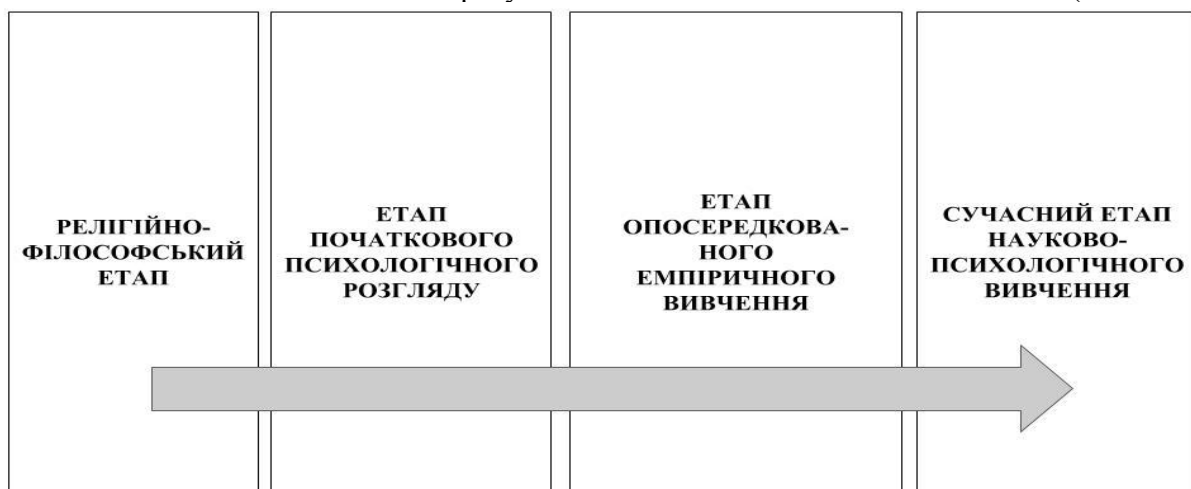 РЕЛІГІЙНО-
ФІЛОСОФСЬКИЙ
ЕТАП
ЕТАП
ПОЧАТКОВОГО
ПСИХОЛОГІЧНОГО
РОЗГЛЯДУ
ЕТАП
ОПОСЕРЕДКОВА-
НОГО
ЕМПІРИЧНОГО
ВИВЧЕННЯ
СУЧАСНИЙ ЕТАП
НАУКОВО-
ПСИХОЛОГІЧНОГО
ВИВЧЕННЯ